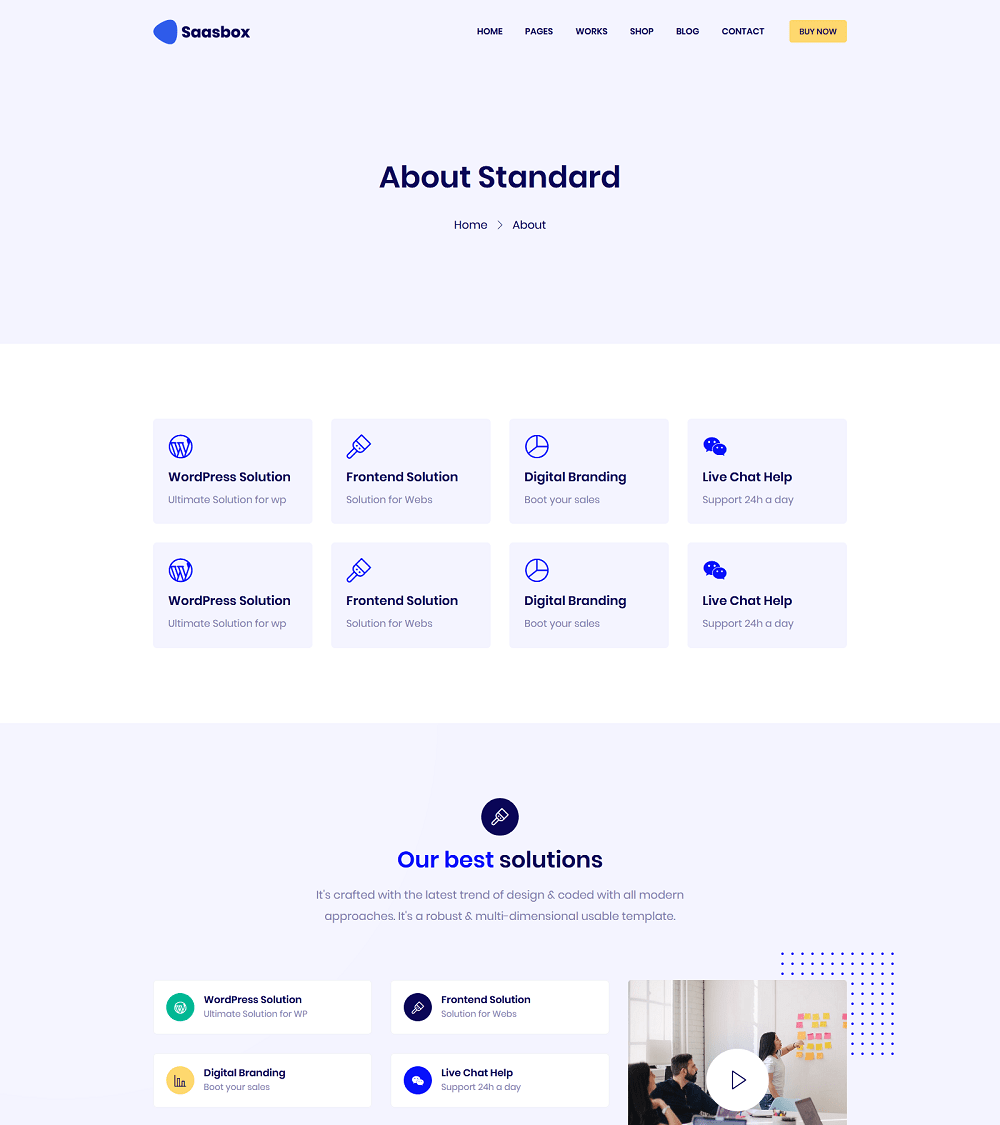 Saasbox
HOME PAGES WORKS SHOP BLOG CONTACT BUY NOW
About Standard
Home > About
WordPress Solution
Ultimate Solution for wp
Frontend Solution
Solution for Webs
Digital Branding
Boot your sales
Live Chat Help
Support 24h a day
WordPress Solution
Ultimate Solution for wp
Frontend Solution
Solution for Webs
Digital Branding
Boot your sales
Live Chat Help
Support 24h a day
Our best solutions
It's crafted with the latest trend of design & coded with all modern
approaches. It's a robust & multi-dimensional usable template.
WordPress Solution
Ultimate Solution for WP
Frontend Solution
Solution for Webs
Digital Branding
Boot your sales
Live Chat Help
Support 24h a day